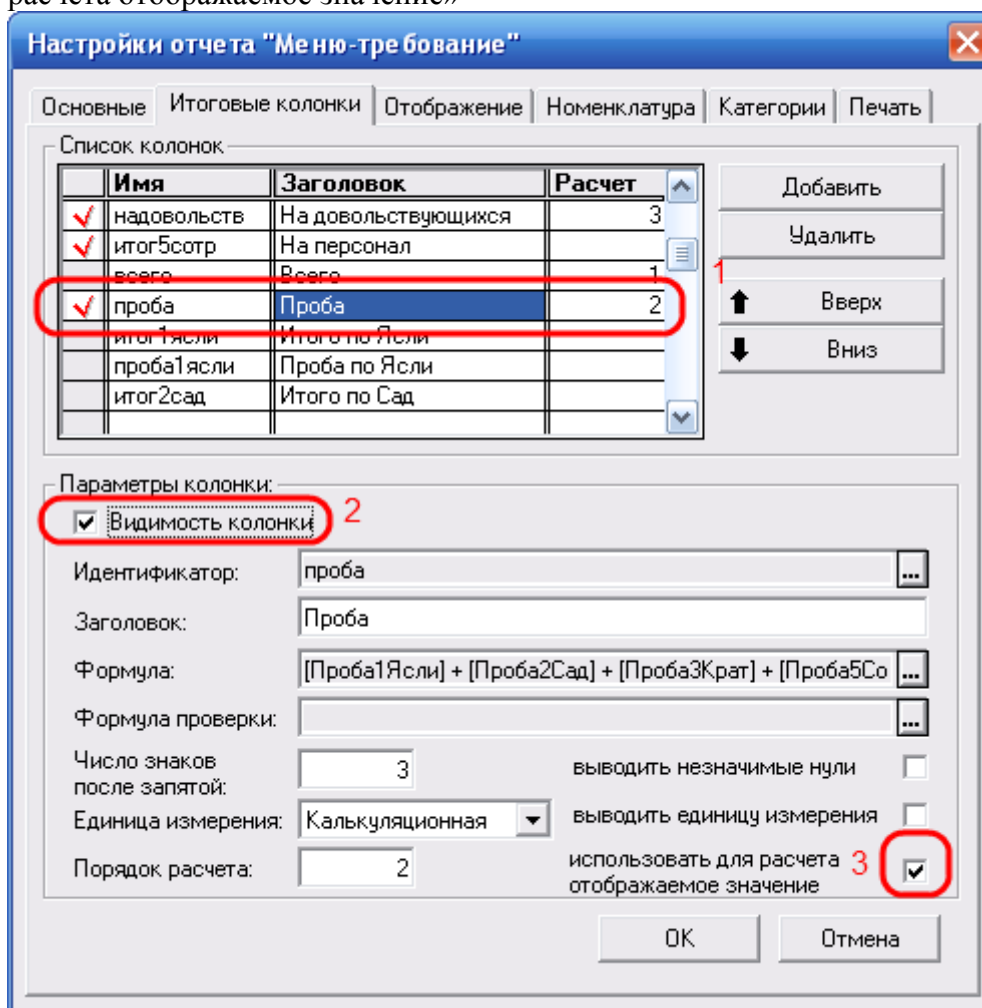 расчета отображаемое значение»
Настройки отчета "Меню-требование"
Основные Итоговые колонки Отображение Номенклатура Категории Печать
Список колонок
Имя Заголовок Расчет
надовольств На довольствующихся 3
итог5сотр На персонал
всего Всего 1
проба Проба 2
итог1ясли Итого по Ясли
проба1ясли Проба по Ясли
итог2сад Итого по Сад
Добавить
Удалить
1
Вверх
Вниз
Параметры колонки:
Видимость колонки 2
Идентификатор: проба ...
Заголовок: Проба
Формула: [Проба1Ясли] + [Проба2Сад] + [Проба3Крат] + [Проба5Со ...
Формула проверки: ...
Число знаков
после запятой: 3 выводить незначимые нули
Единица измерения: Калькуляционная выводить единицу измерения
Порядок расчета: 2 использовать для расчета
отображаемое значение 3
OK Отмена